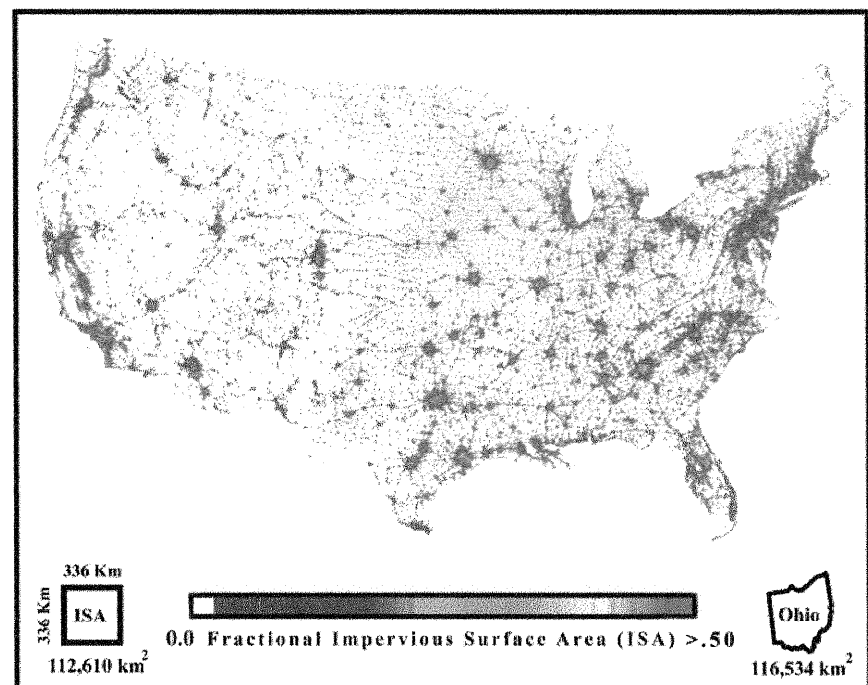 336 Km
336 Km
ISA
112,610 km²
0.0 Fractional Impervious Surface Area (ISA) >.50
Ohio
116,534 km²